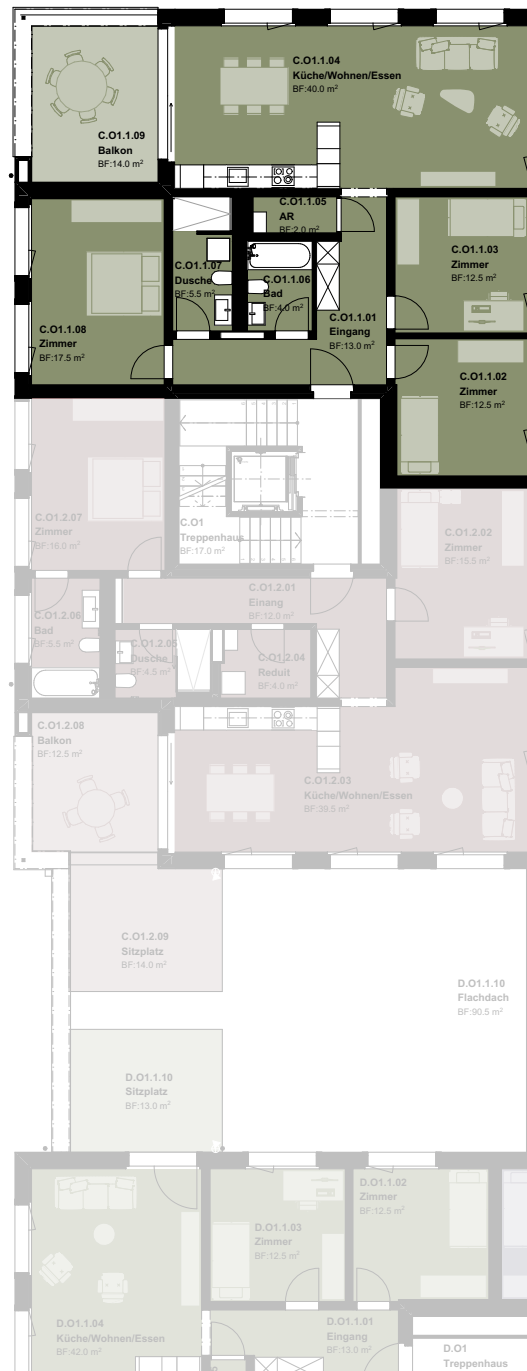 C.O1.1.04
Küche/Wohnen/Essen
BF:40.0 m²
C.O1.1.09
Balkon
BF:14.0 m²
C.O1.1.05
AR
BF:2.0 m²
C.O1.1.03
Zimmer
BF:12.5 m²
C.O1.1.07
Dusche
BF:5.5 m²
C.O1.1.06
Bad
BF:4.0 m²
C.O1.1.01
Eingang
BF:13.0 m²
C.O1.1.08
Zimmer
BF:17.5 m²
C.O1.1.02
Zimmer
BF:12.5 m²
C.O1.2.07
Zimmer
BF:16.0 m²
C.O1
Treppenhaus
BF:17.0 m²
C.O1.2.02
Zimmer
BF:15.5 m²
C.O1.2.01
Einang
BF:12.0 m²
C.O1.2.06
Bad
BF:5.5 m²
C.O1.2.05
Dusche
BF:4.5 m²
C.O1.2.04
Reduit
BF:4.0 m²
C.O1.2.08
Balkon
BF:12.5 m²
C.O1.2.03
Küche/Wohnen/Essen
BF:39.5 m²
C.O1.2.09
Sitzplatz
BF:14.0 m²
D.O1.1.10
Flachdach
BF:90.5 m²
D.O1.1.10
Sitzplatz
BF:13.0 m²
D.O1.1.02
Zimmer
BF:12.5 m²
D.O1.1.03
Zimmer
BF:12.5 m²
D.O1.1.04
Küche/Wohnen/Essen
BF:42.0 m²
D.O1.1.01
Eingang
BF:13.0 m²
D.O1
Treppenhaus